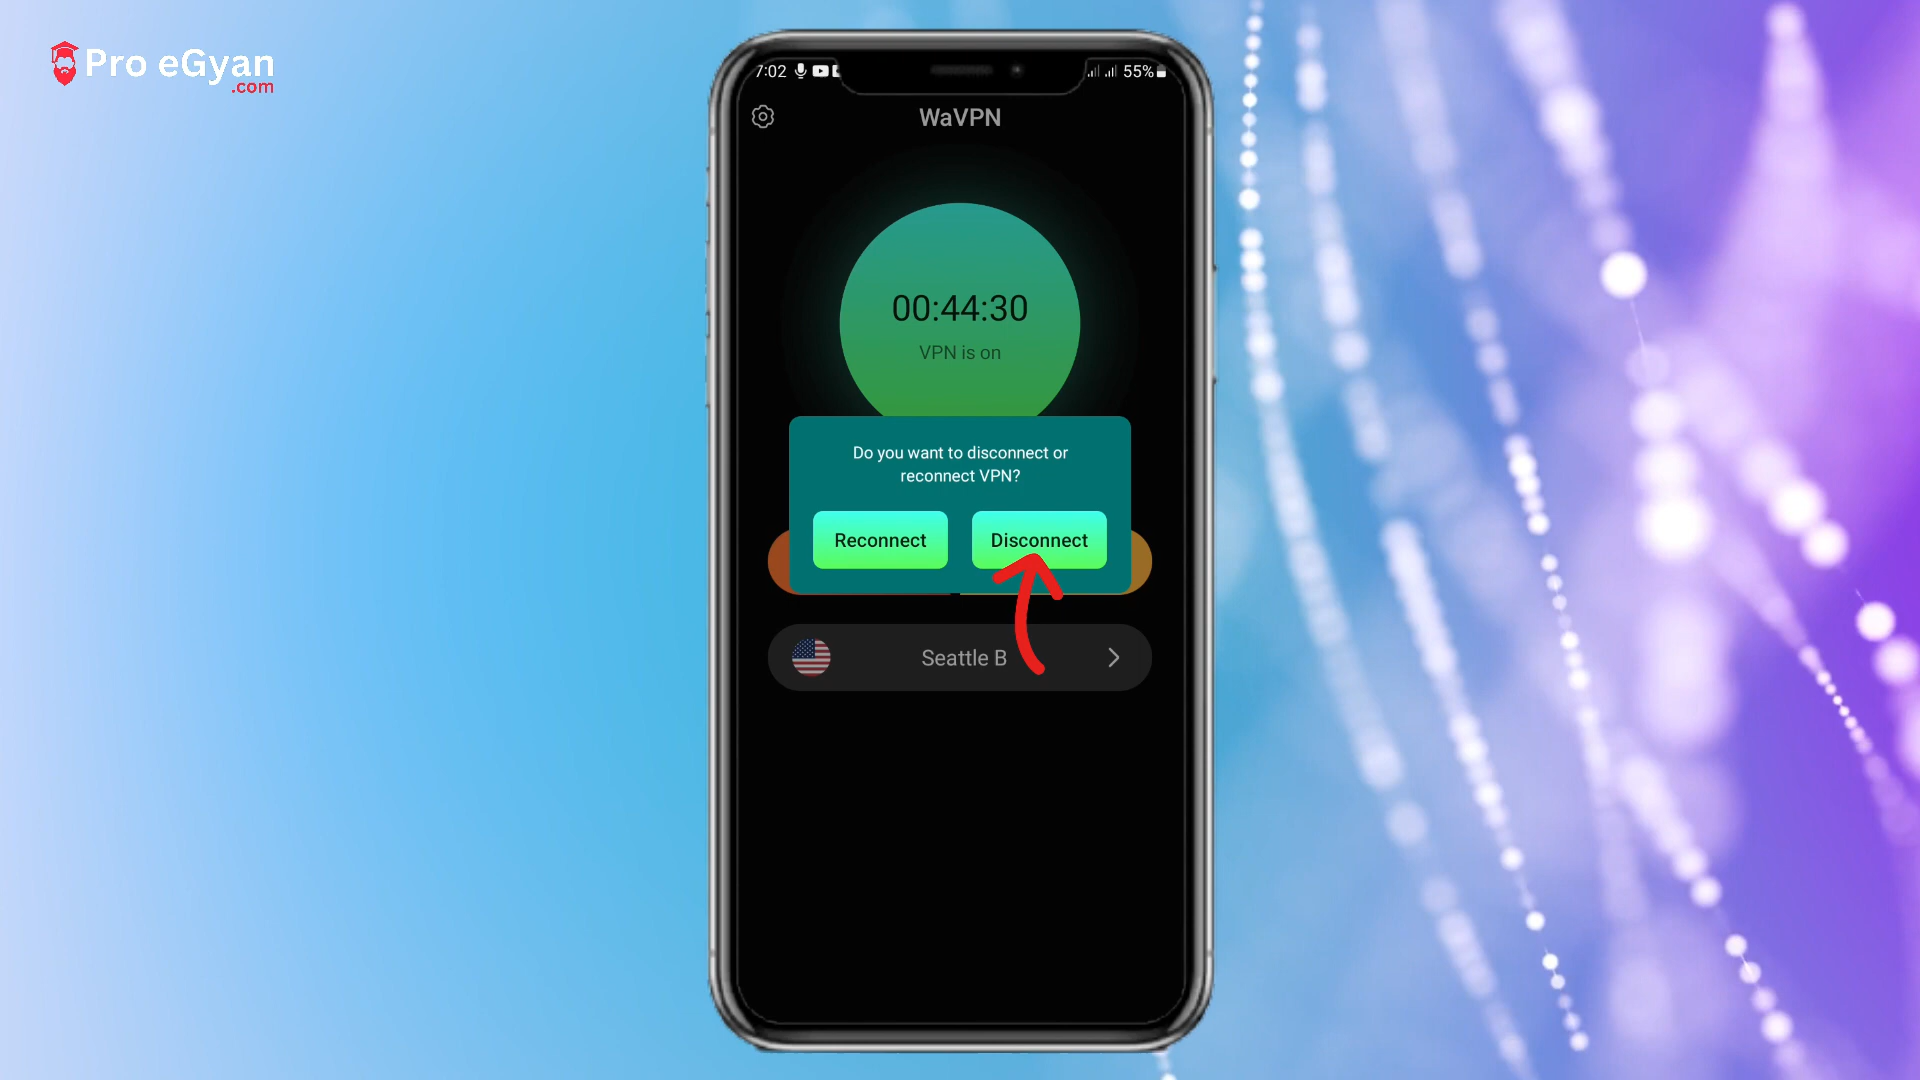 Pro eGyan
.com
7:02
55%
WaVPN
00:44:30
VPN is on
Do you want to disconnect or
reconnect VPN?
Reconnect
Disconnect
Seattle B